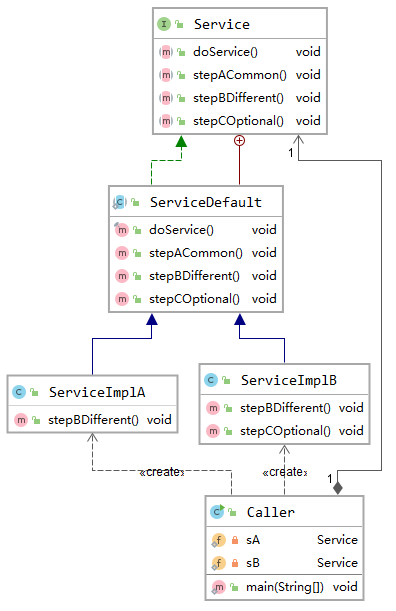 I Service
m doService() void
m stepACommon() void
m stepBDifferent() void
m stepCOptional() void
1
C ServiceDefault
m doService() void
m stepACommon() void
m stepBDifferent() void
m stepCOptional() void
C ServiceImplA
m stepBDifferent() void
C ServiceImplB
m stepBDifferent() void
m stepCOptional() void
«create»
«create»
1
C Caller
f sA Service
f sB Service
m main(String[]) void